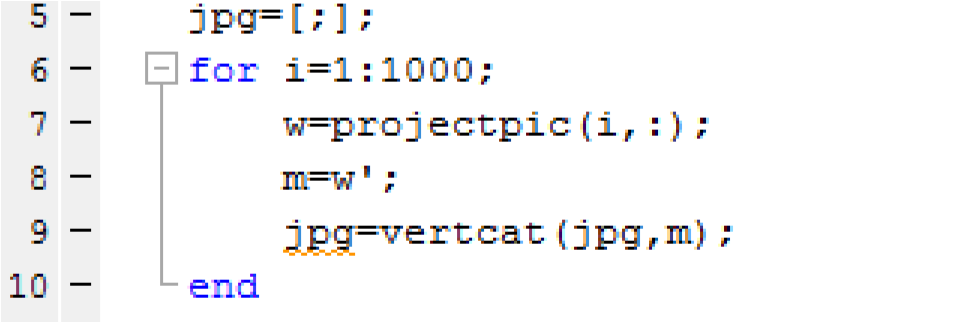 5 – jpg=[;];
6 – for i=1:1000;
7 – w=projectpic(i,:);
8 – m=w';
9 – jpg=vertcat(jpg,m);
10 – end